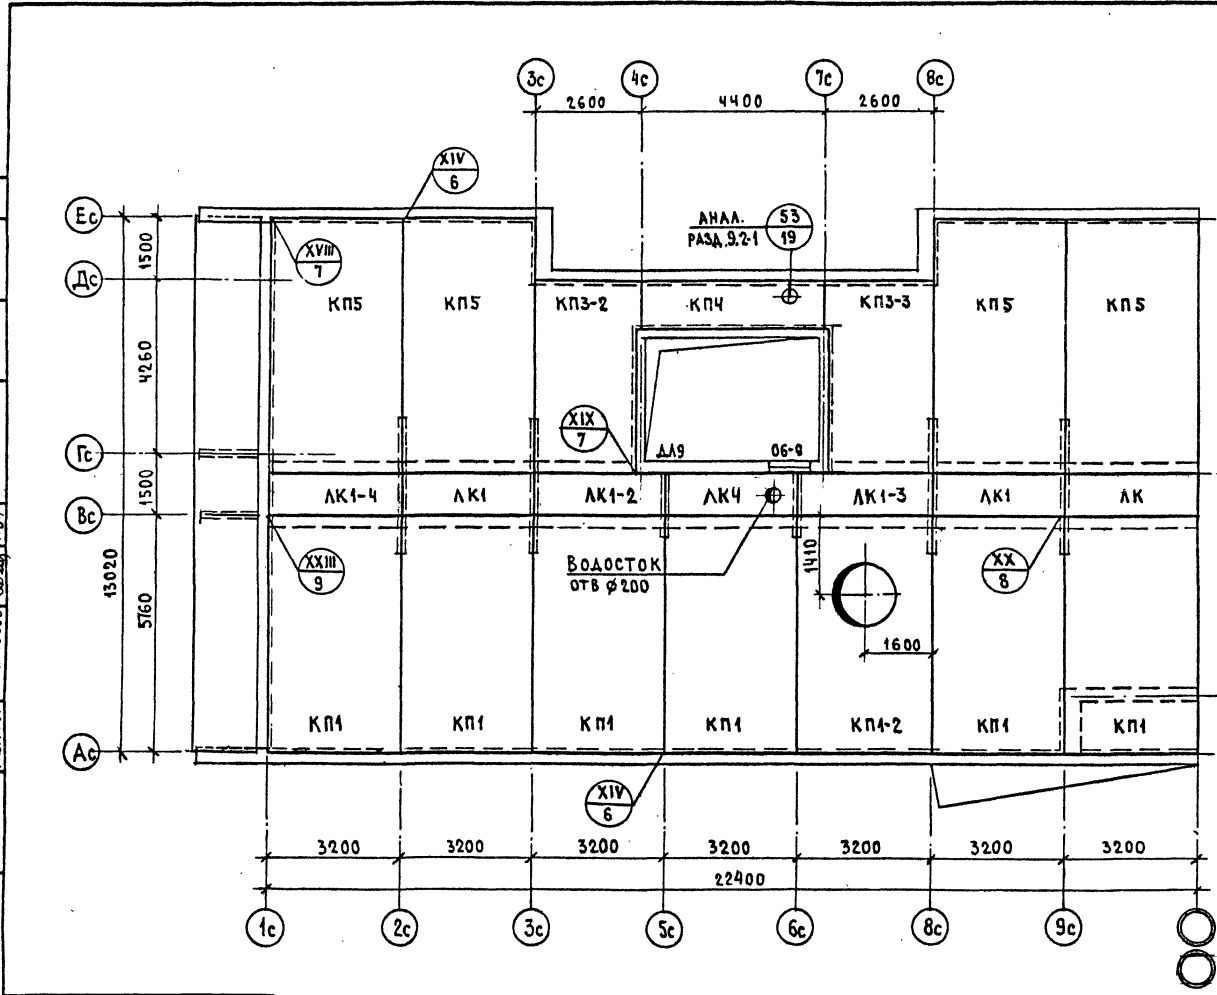 3с 4с 7с 8с
2600 4400 2600
XIV
6
Ес
АНАЛ.
РАЗД.9.2-1
53
19
1500
XVIII
7
Дс
КП5 КП5 КП3-2 КП4 КП3-3 КП5 КП5
4260
XIX
7
ДЛ9 ОБ-8
Гс
1500
ЛК1-4 ЛК1 ЛК1-2 ЛК4 ЛК1-3 ЛК1 ЛК
Вс
13020
XXIII
9
ВОДОСТОК
ОТВ ⌀200
1410
XX
8
5760
1600
КП1 КП1 КП1 КП1 КП1-2 КП1 КП1
Ас
XIV
6
3200 3200 3200 3200 3200 3200 3200
22400
1с 2с 3с 5с 6с 8с 9с